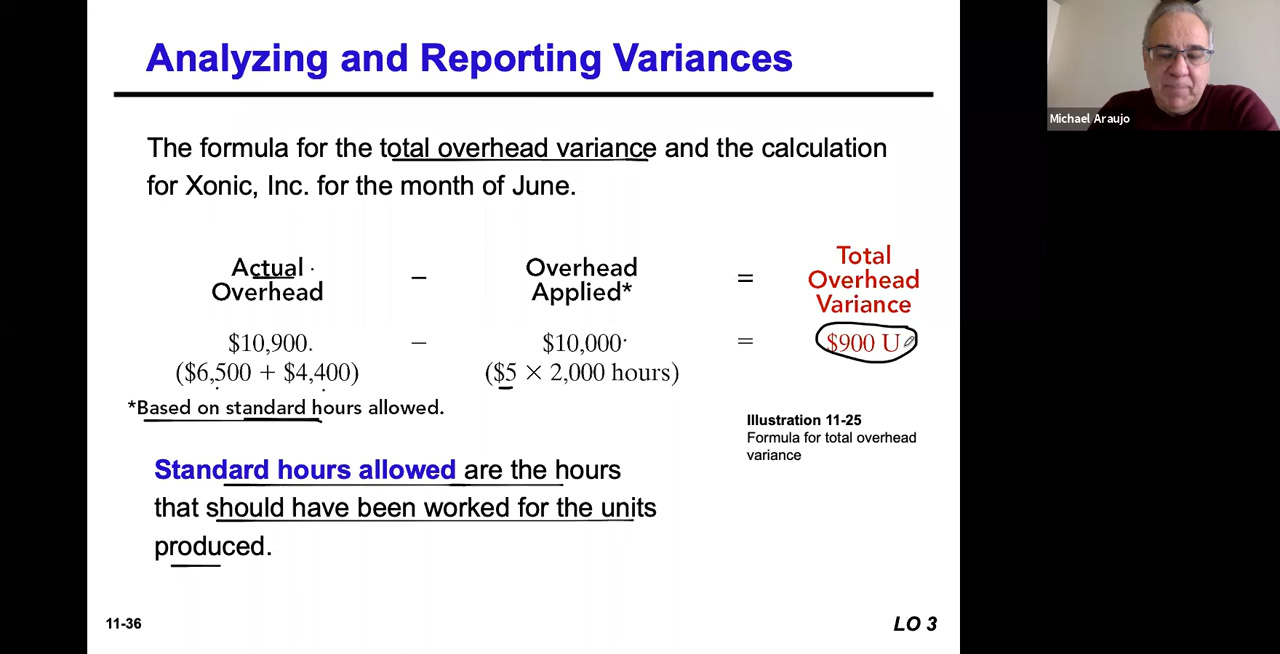 Analyzing and Reporting Variances
Michael Araujo
The formula for the total overhead variance and the calculation
for Xonic, Inc. for the month of June.
Actual
Overhead
−
Overhead
Applied*
=
Total
Overhead
Variance
$10,900
−
$10,000
=
$900 U
($6,500 + $4,400)
($5 × 2,000 hours)
*Based on standard hours allowed.
Illustration 11-25
Formula for total overhead
variance
Standard hours allowed are the hours
that should have been worked for the units
produced.
11-36
LO 3